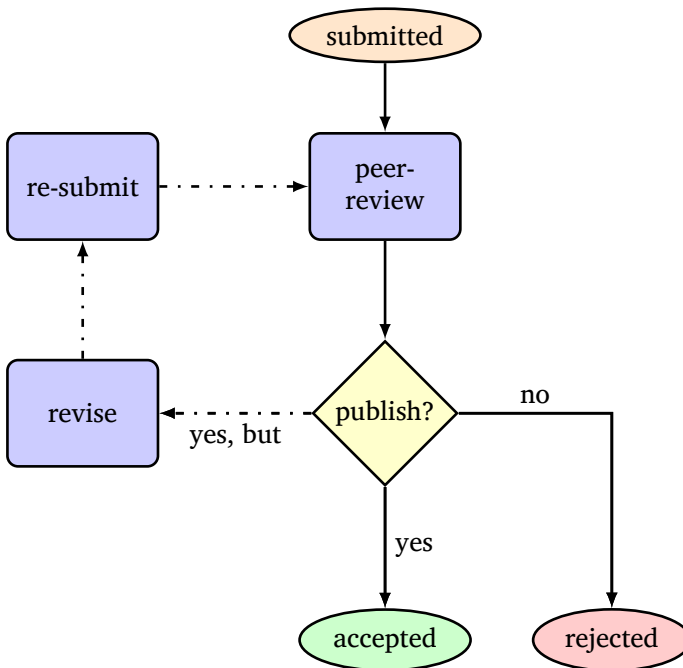 submitted
re-submit
peer-
review
revise
publish?
no
yes, but
yes
accepted
rejected